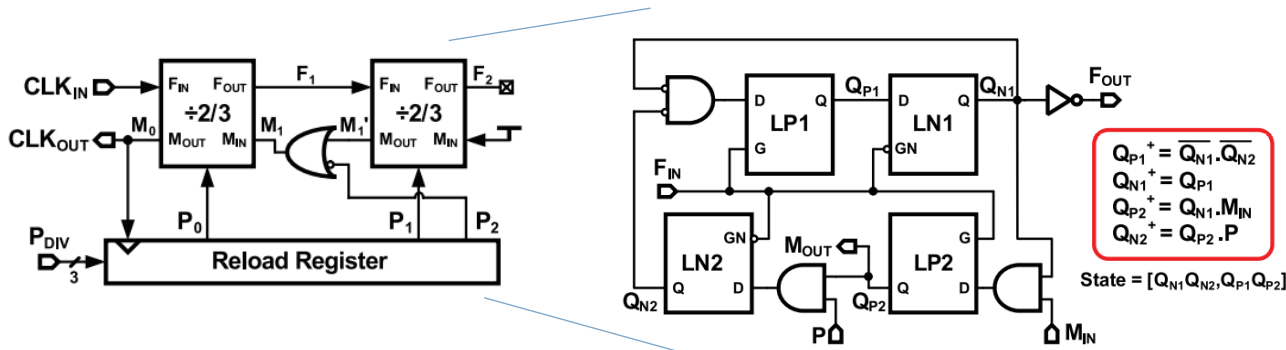 CLK_IN
F_IN F_OUT
÷2/3
M_OUT M_IN
F_1
F_IN F_OUT
÷2/3
M_OUT M_IN
F_2
CLK_OUT
M_0
M_1
M_1'
P_0
P_1
P_2
P_DIV
3
Reload Register
D Q
LP1
G
Q_P1
D Q
LN1
GN
Q_N1
F_OUT
F_IN
GN
LN2
Q D
Q_N2
M_OUT
P
G
LP2
Q D
Q_P2
M_IN
Q_P1^+ = \overline{Q_N1}.\overline{Q_N2}
Q_N1^+ = Q_P1
Q_P2^+ = Q_N1.M_IN
Q_N2^+ = Q_P2.P
State = [Q_N1Q_N2,Q_P1Q_P2]